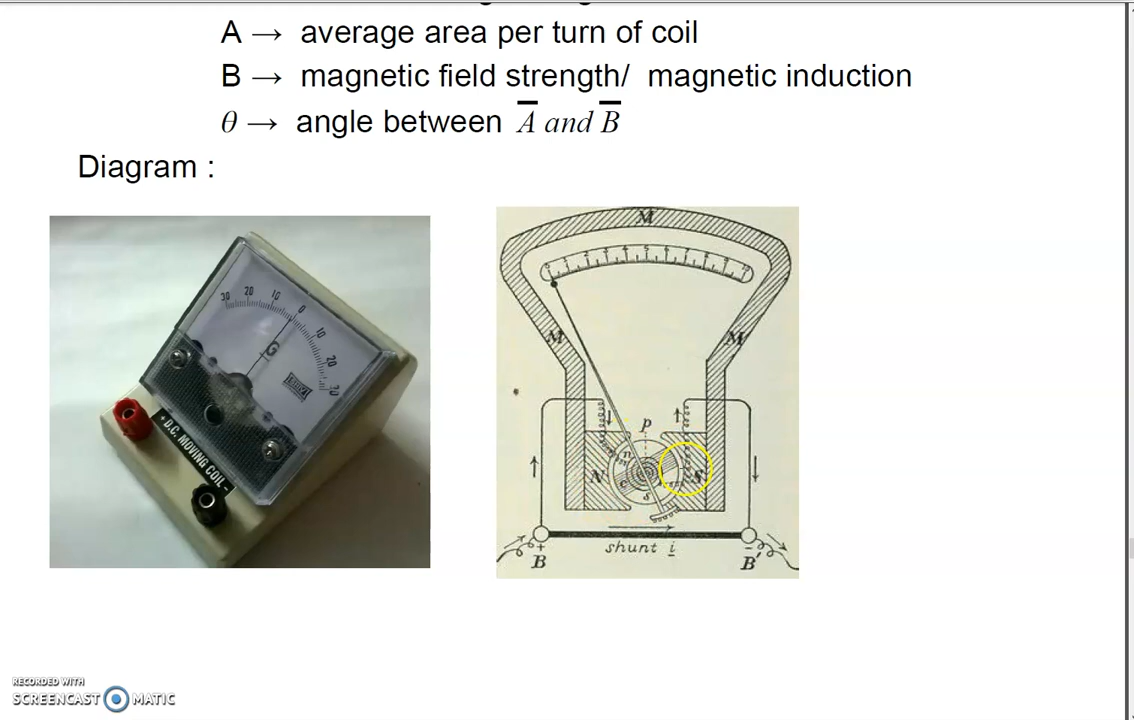 A → average area per turn of coil
B → magnetic field strength/ magnetic induction
θ → angle between A and B
Diagram :
30 20 10 0 10 20 30
G
+ D.C. MOVING COIL -
M
M M
p
N
n
c
S
s
+ -
shunt i
B B'
RECORDED WITH
SCREENCAST MATIC